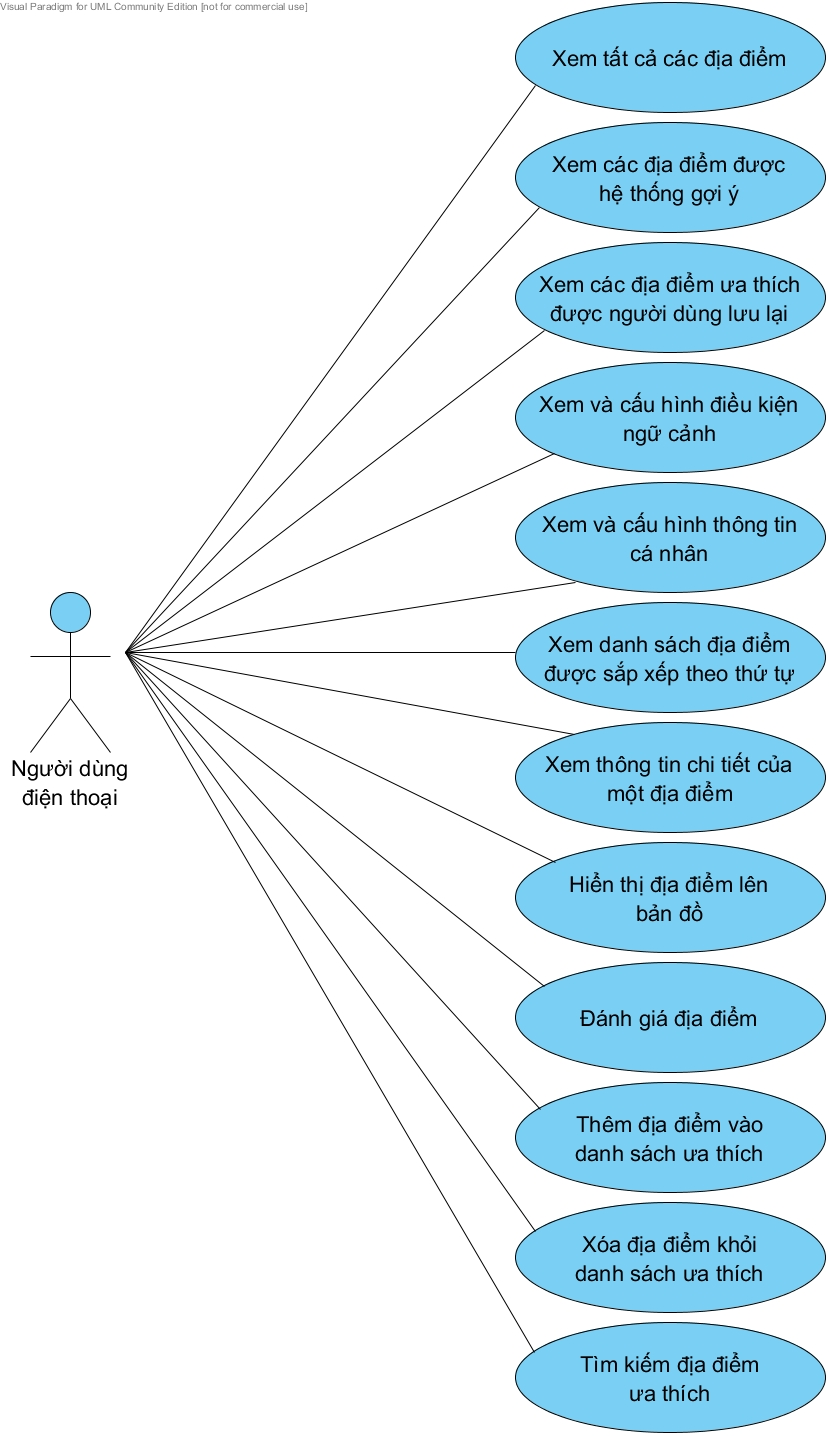 Visual Paradigm for UML Community Edition [not for commercial use]
Xem tất cả các địa điểm
Xem các địa điểm được
hệ thống gợi ý
Xem các địa điểm ưa thích
được người dùng lưu lại
Xem và cấu hình điều kiện
ngữ cảnh
Xem và cấu hình thông tin
cá nhân
Xem danh sách địa điểm
được sắp xếp theo thứ tự
Người dùng
điện thoại
Xem thông tin chi tiết của
một địa điểm
Hiển thị địa điểm lên
bản đồ
Đánh giá địa điểm
Thêm địa điểm vào
danh sách ưa thích
Xóa địa điểm khỏi
danh sách ưa thích
Tìm kiếm địa điểm
ưa thích